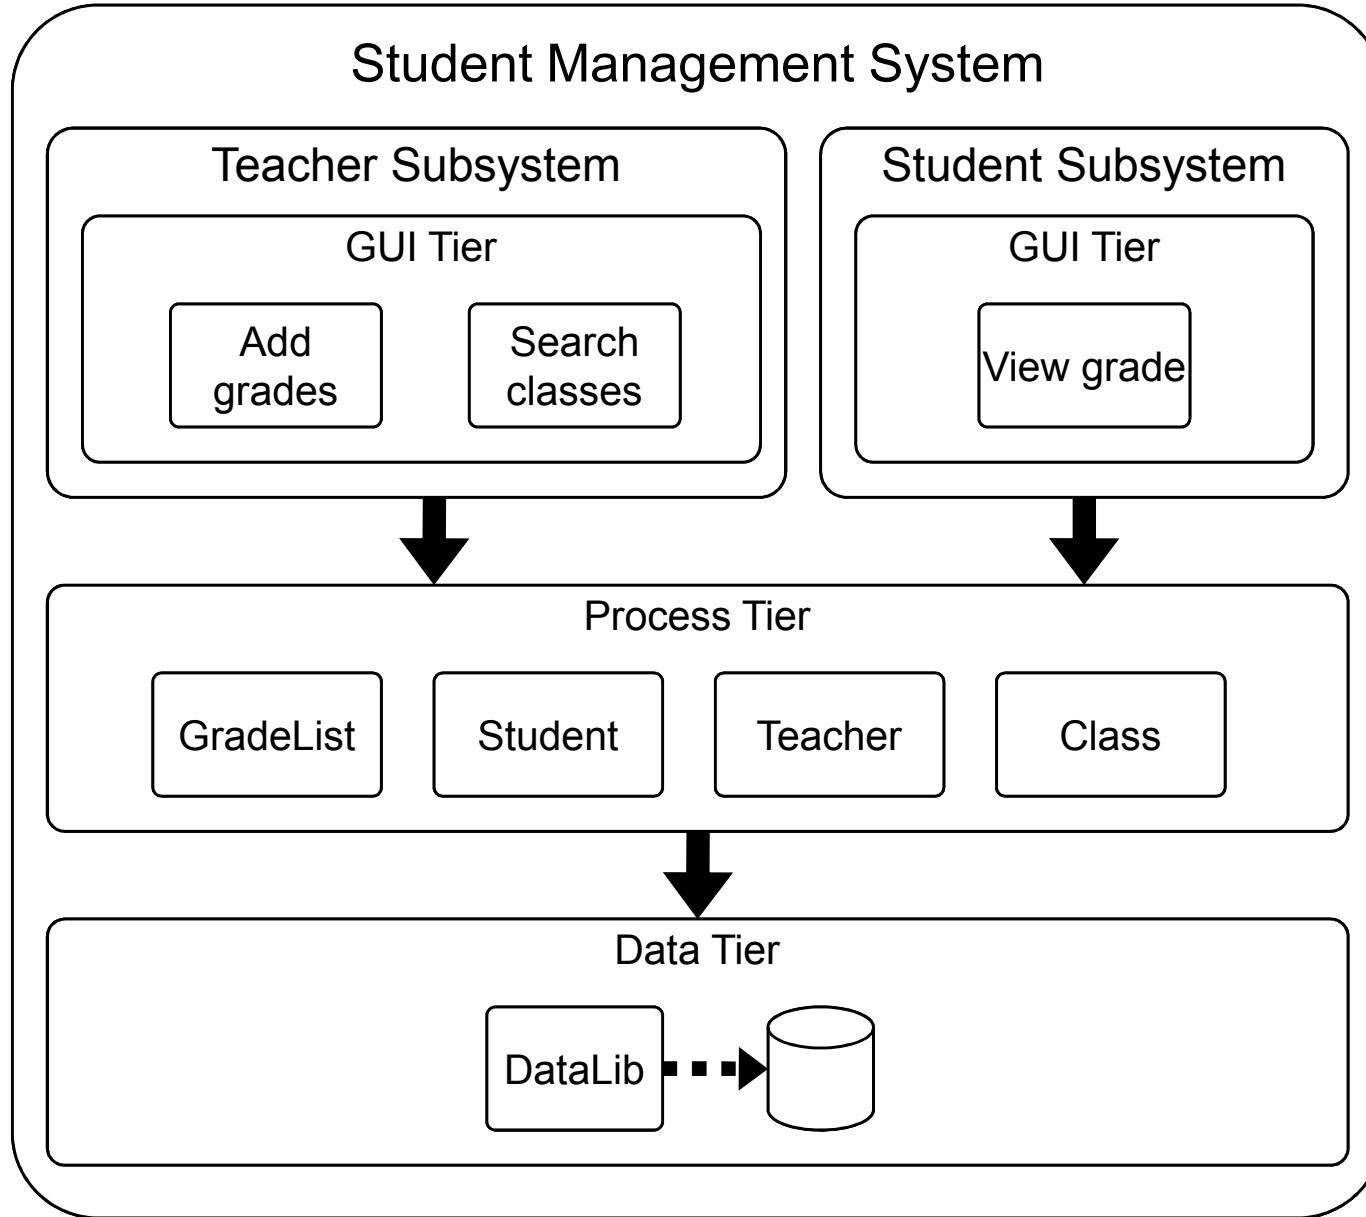 Student Management System
Teacher Subsystem
GUI Tier
Add
grades
Search
classes
Student Subsystem
GUI Tier
View grade
Process Tier
GradeList
Student
Teacher
Class
Data Tier
DataLib